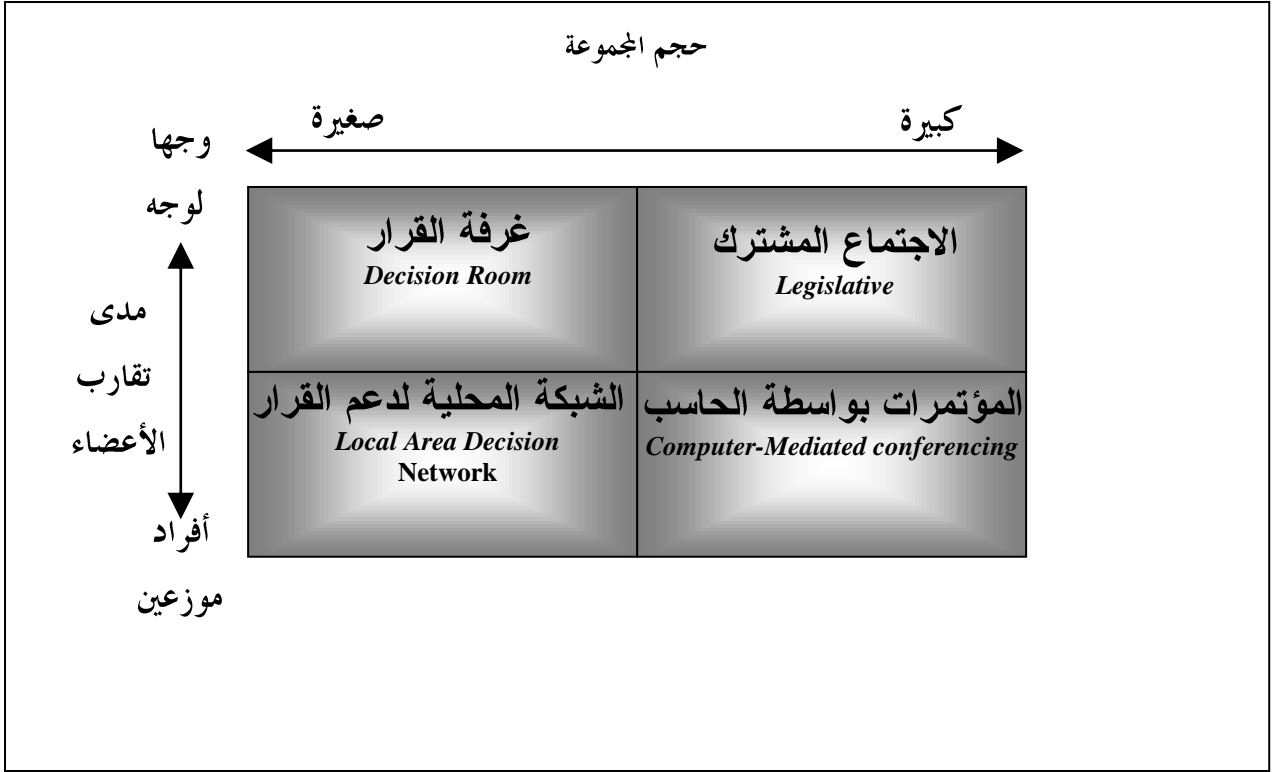 حجم المجموعة
صغيرة
كبيرة
وجها
لوجه
مدى
تقارب
الأعضاء
أفراد
موزعين
غرفة القرار
Decision Room
الاجتماع المشترك
Legislative
الشبكة المحلية لدعم القرار
Local Area Decision
Network
المؤتمرات بواسطة الحاسب
Computer-Mediated conferencing